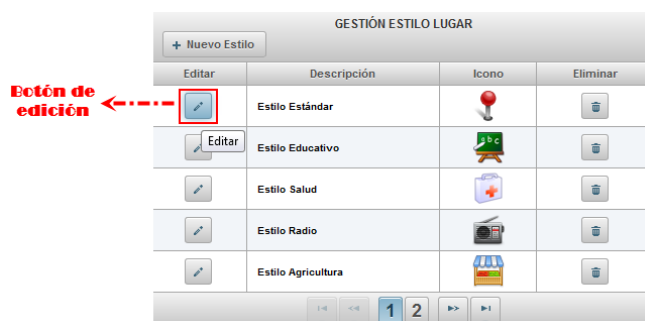 GESTIÓN ESTILO LUGAR
+ Nuevo Estilo
Editar Descripción Icono Eliminar
Botón de
edición
Estilo Estándar
Editar
Estilo Educativo
abc
Estilo Salud
Estilo Radio
Estilo Agricultura
1 2